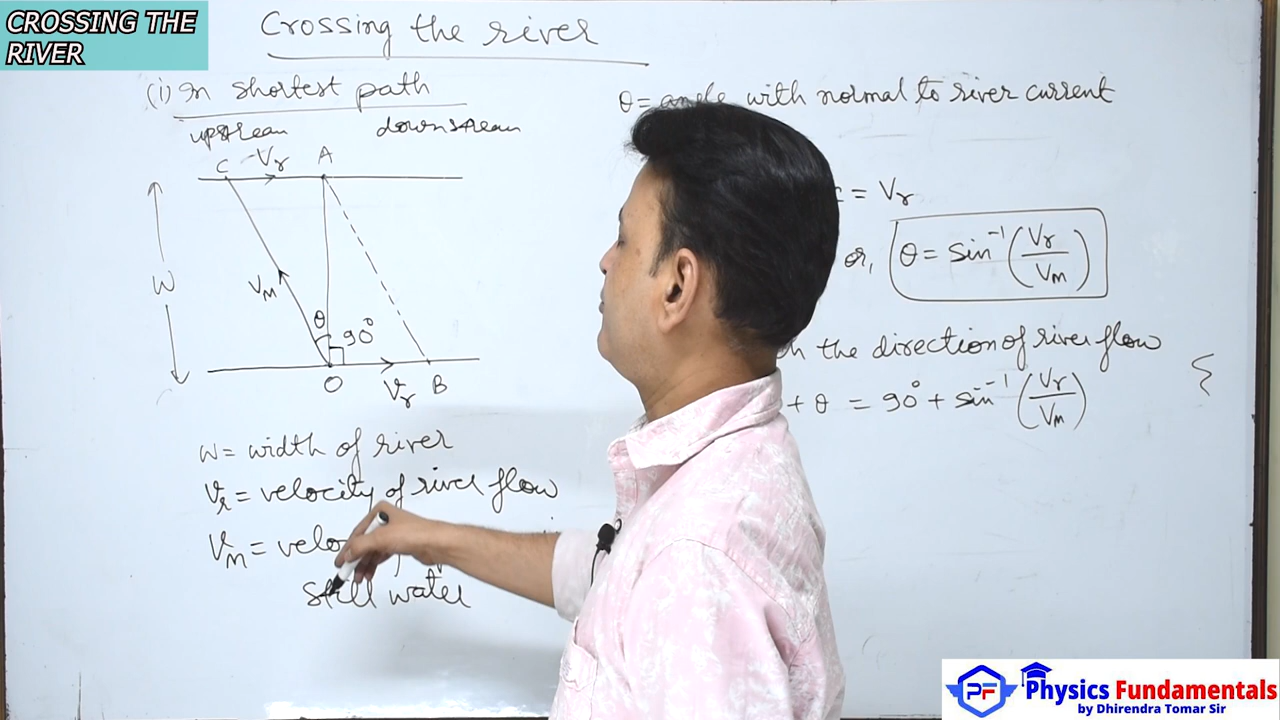 CROSSING THE
RIVER
Crossing the river
(i) In shortest path
upstream downstream
C Vr A
W
VM
θ 90°
O Vr B
W = width of river
Vr = velocity of river flow
VM = velo
still water
θ = angle with normal to river current
= Vr
or, θ = sin⁻¹ (Vr/VM)
the direction of river flow
+ θ = 90° + sin⁻¹ (Vr/VM)
PF Physics Fundamentals
by Dhirendra Tomar Sir